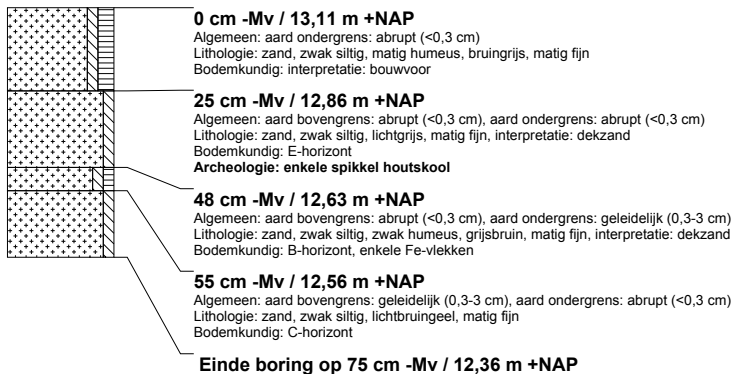 0 cm -Mv / 13,11 m +NAP
Algemeen: aard ondergrens: abrupt (<0,3 cm)
Lithologie: zand, zwak siltig, matig humeus, bruingrijs, matig fijn
Bodemkundig: interpretatie: bouwvoor
25 cm -Mv / 12,86 m +NAP
Algemeen: aard bovengrens: abrupt (<0,3 cm), aard ondergrens: abrupt (<0,3 cm)
Lithologie: zand, zwak siltig, lichtgrijs, matig fijn, interpretatie: dekzand
Bodemkundig: E-horizont
Archeologie: enkele spikkel houtskool
48 cm -Mv / 12,63 m +NAP
Algemeen: aard bovengrens: abrupt (<0,3 cm), aard ondergrens: geleidelijk (0,3-3 cm)
Lithologie: zand, zwak siltig, zwak humeus, grijsbruin, matig fijn, interpretatie: dekzand
Bodemkundig: B-horizont, enkele Fe-vlekken
55 cm -Mv / 12,56 m +NAP
Algemeen: aard bovengrens: geleidelijk (0,3-3 cm), aard ondergrens: abrupt (<0,3 cm)
Lithologie: zand, zwak siltig, lichtbruingeel, matig fijn
Bodemkundig: C-horizont
Einde boring op 75 cm -Mv / 12,36 m +NAP